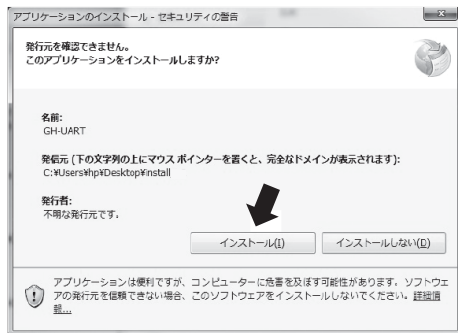 アプリケーションのインストール - セキュリティの警告
発行元を確認できません。
このアプリケーションをインストールしますか?
名前:
GH-UART
発信元 (下の文字列の上にマウス ポインターを置くと、完全なドメインが表示されます):
C:¥Users¥hp¥Desktop¥install
発行者:
不明な発行元です。
インストール(I)
インストールしない(D)
アプリケーションは便利ですが、コンピューターに危害を及ぼす可能性があります。ソフトウェ
アの発行元を信頼できない場合、このソフトウェアをインストールしないでください。詳細情
報...